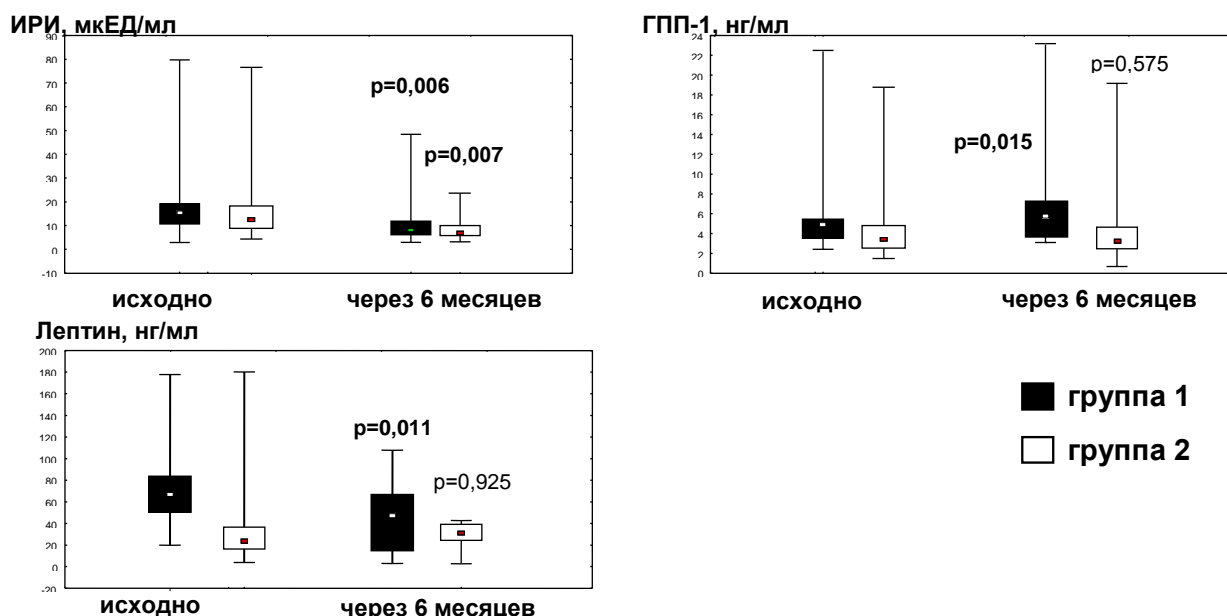 ИРИ, мкЕД/мл
90
80
70
60
50
40
30
20
10
0
-10
p=0,006
p=0,007
исходно
через 6 месяцев
ГПП-1, нг/мл
24
22
20
18
16
14
12
10
8
6
4
2
0
p=0,575
p=0,015
исходно
через 6 месяцев
Лептин, нг/мл
200
180
160
140
120
100
80
60
40
20
0
-20
p=0,011
p=0,925
исходно
через 6 месяцев
группа 1
группа 2